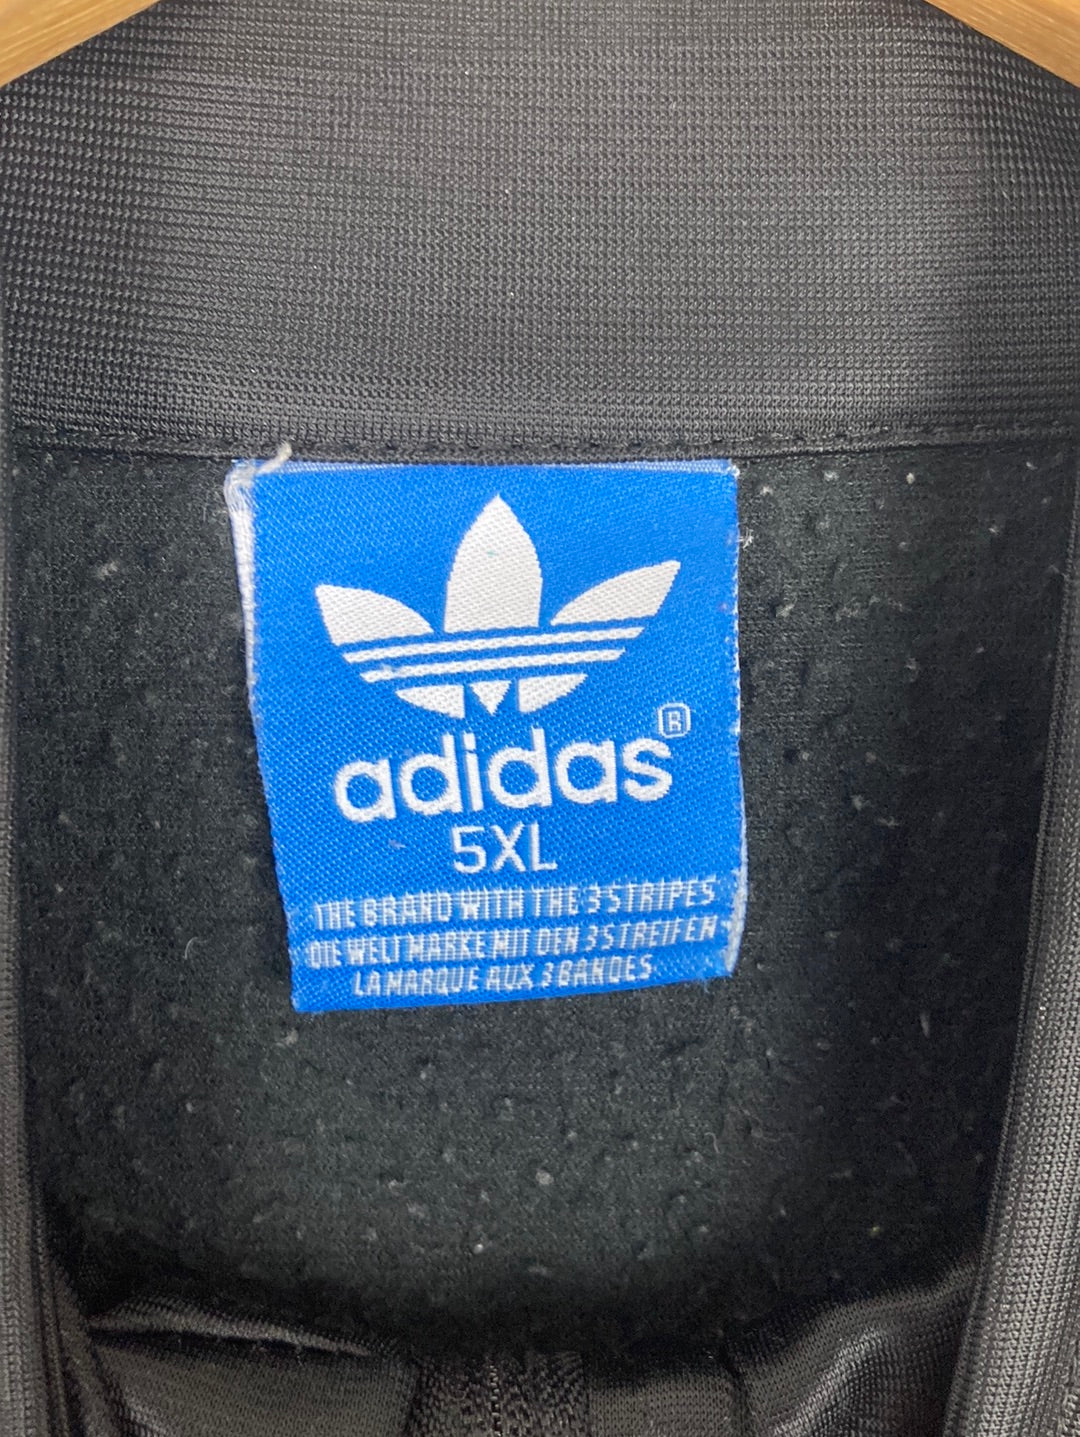 adidas®
5XL
THE BRAND WITH THE 3 STRIPES
DIE WELTMARKE MIT DEN 3 STREIFEN
LA MARQUE AUX 3 BANDES